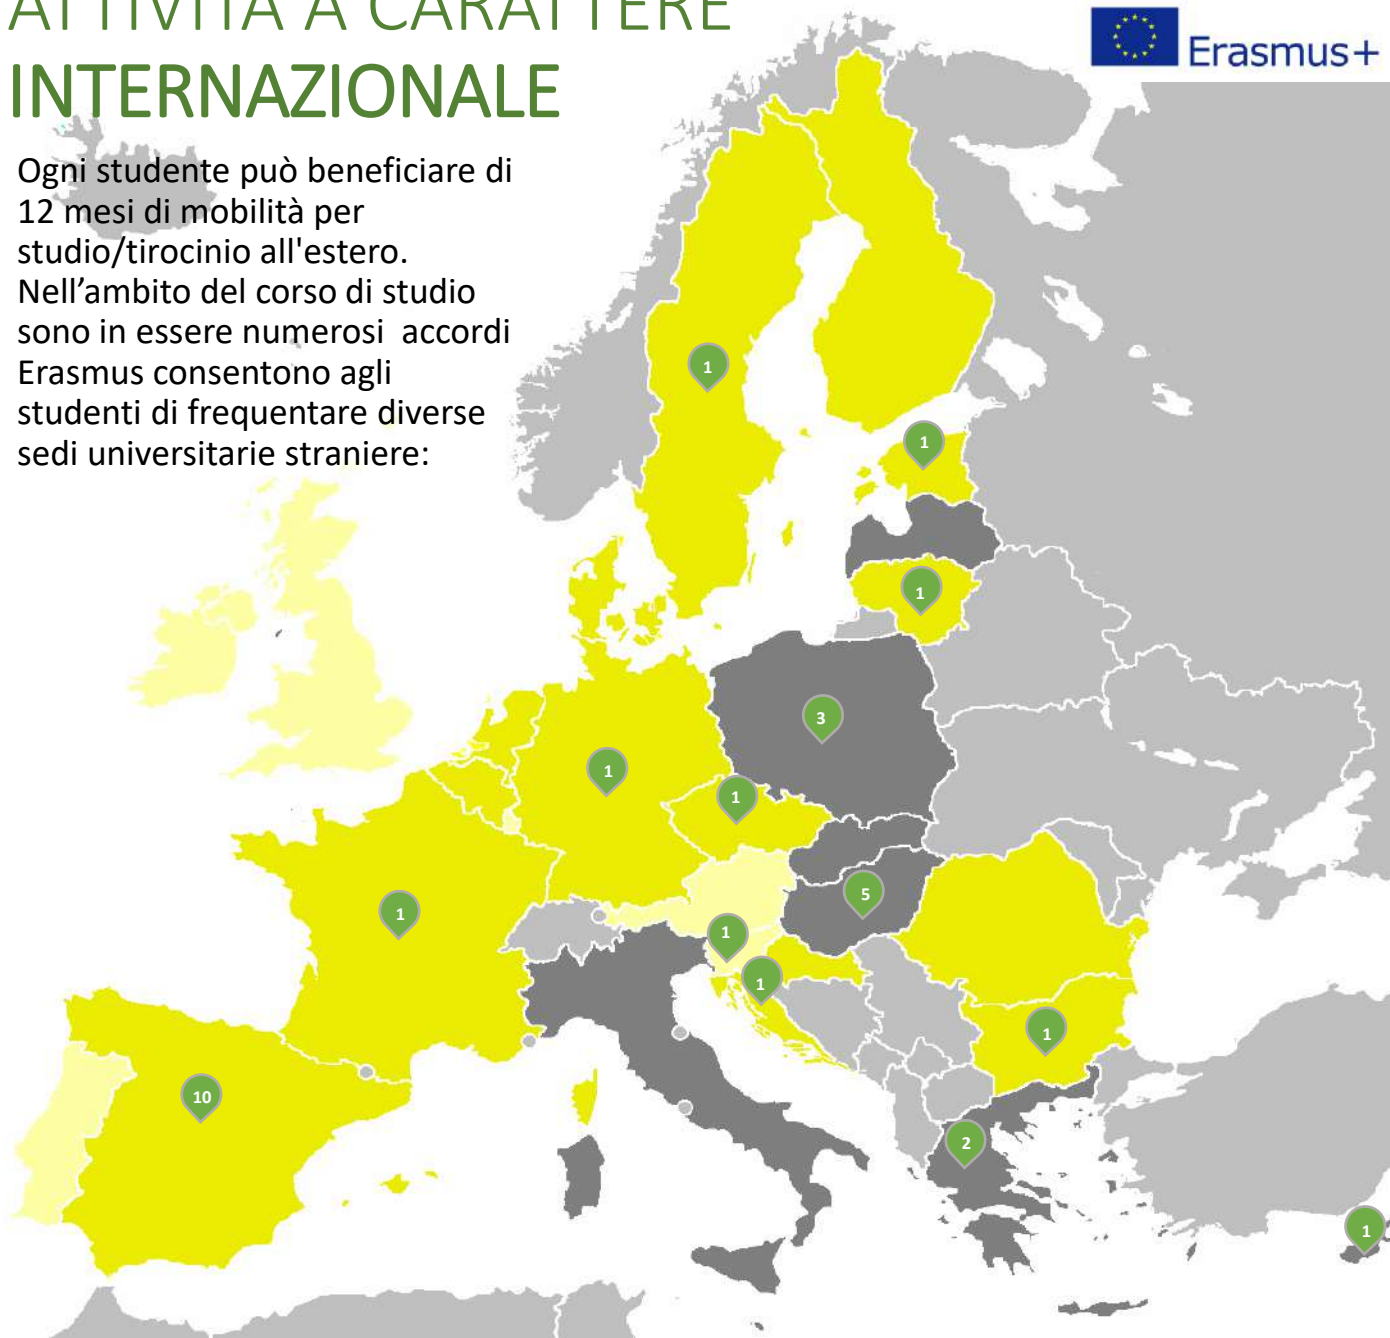 ATTIVITÀ A CARATTERE
INTERNAZIONALE
Erasmus+
Ogni studente può beneficiare di
12 mesi di mobilità per
studio/tirocinio all'estero.
Nell’ambito del corso di studio
sono in essere numerosi  accordi
Erasmus consentono agli
studenti di frequentare diverse
sedi universitarie straniere:
1
1
1
3
1
1
5
1
1
1
1
10
2
1